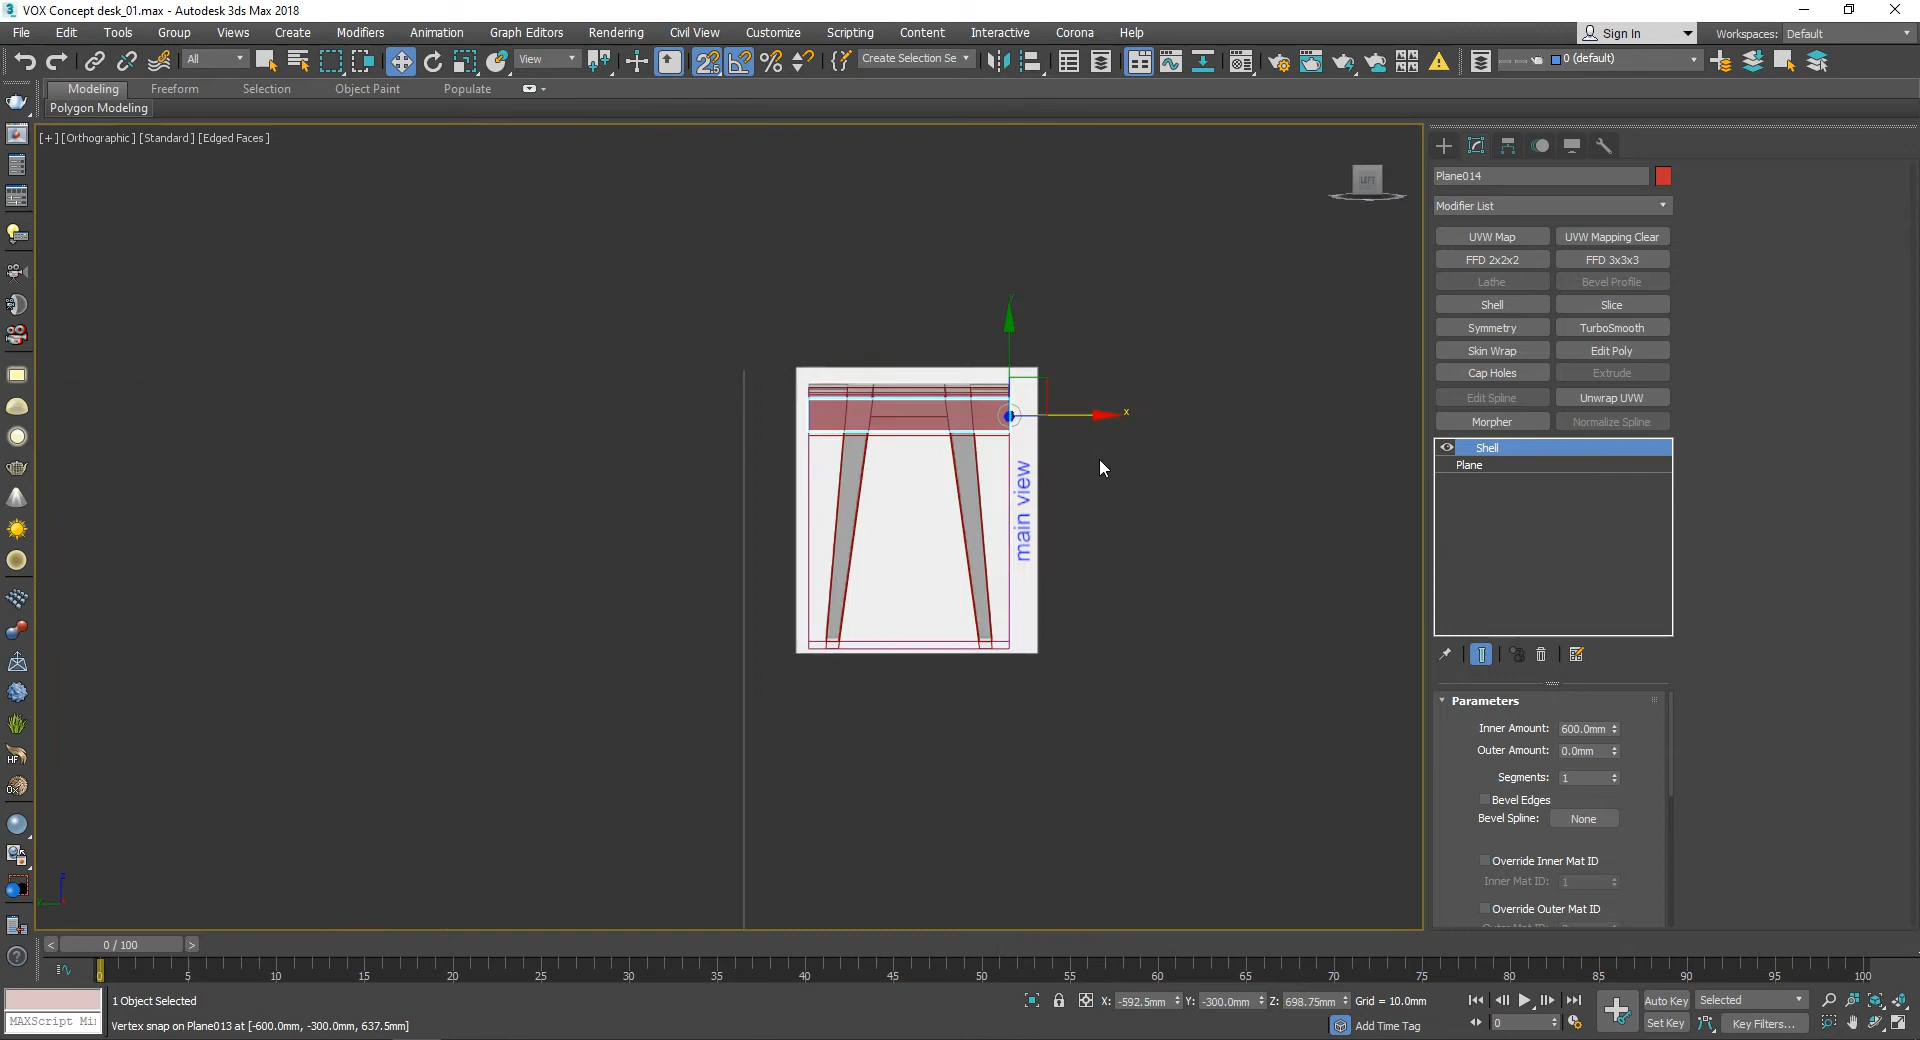 VOX Concept desk_01.max - Autodesk 3ds Max 2018
File Edit Tools Group Views Create Modifiers Animation Graph Editors Rendering Civil View Customize Scripting Content Interactive Corona Help
Sign In Workspaces: Default
All View Create Selection Se 0 (default)
Modeling Freeform Selection Object Paint Populate
Polygon Modeling
[+] [Orthographic] [Standard] [Edged Faces]
LEFT
Plane014
Modifier List
UVW Map UVW Mapping Clear
FFD 2x2x2 FFD 3x3x3
Lathe Bevel Profile
Shell Slice
Symmetry TurboSmooth
Skin Wrap Edit Poly
Cap Holes Extrude
Edit Spline Unwrap UVW
Morpher Normalize Spline
Shell
Plane
y
x
main view
Parameters
Inner Amount: 600.0mm
Outer Amount: 0.0mm
Segments: 1
Bevel Edges
Bevel Spline: None
Override Inner Mat ID
Inner Mat ID: 1
Override Outer Mat ID
HF
z
0 / 100
0 5 10 15 20 25 30 35 40 45 50 55 60 65 70 75 80 85 90 95 100
1 Object Selected
X: -592.5mm Y: -300.0mm Z: 698.75mm Grid = 10.0mm
Auto Key Selected
MAXScript Mi
Vertex snap on Plane013 at [-600.0mm, -300.0mm, 637.5mm]
Add Time Tag
0
Set Key Key Filters...